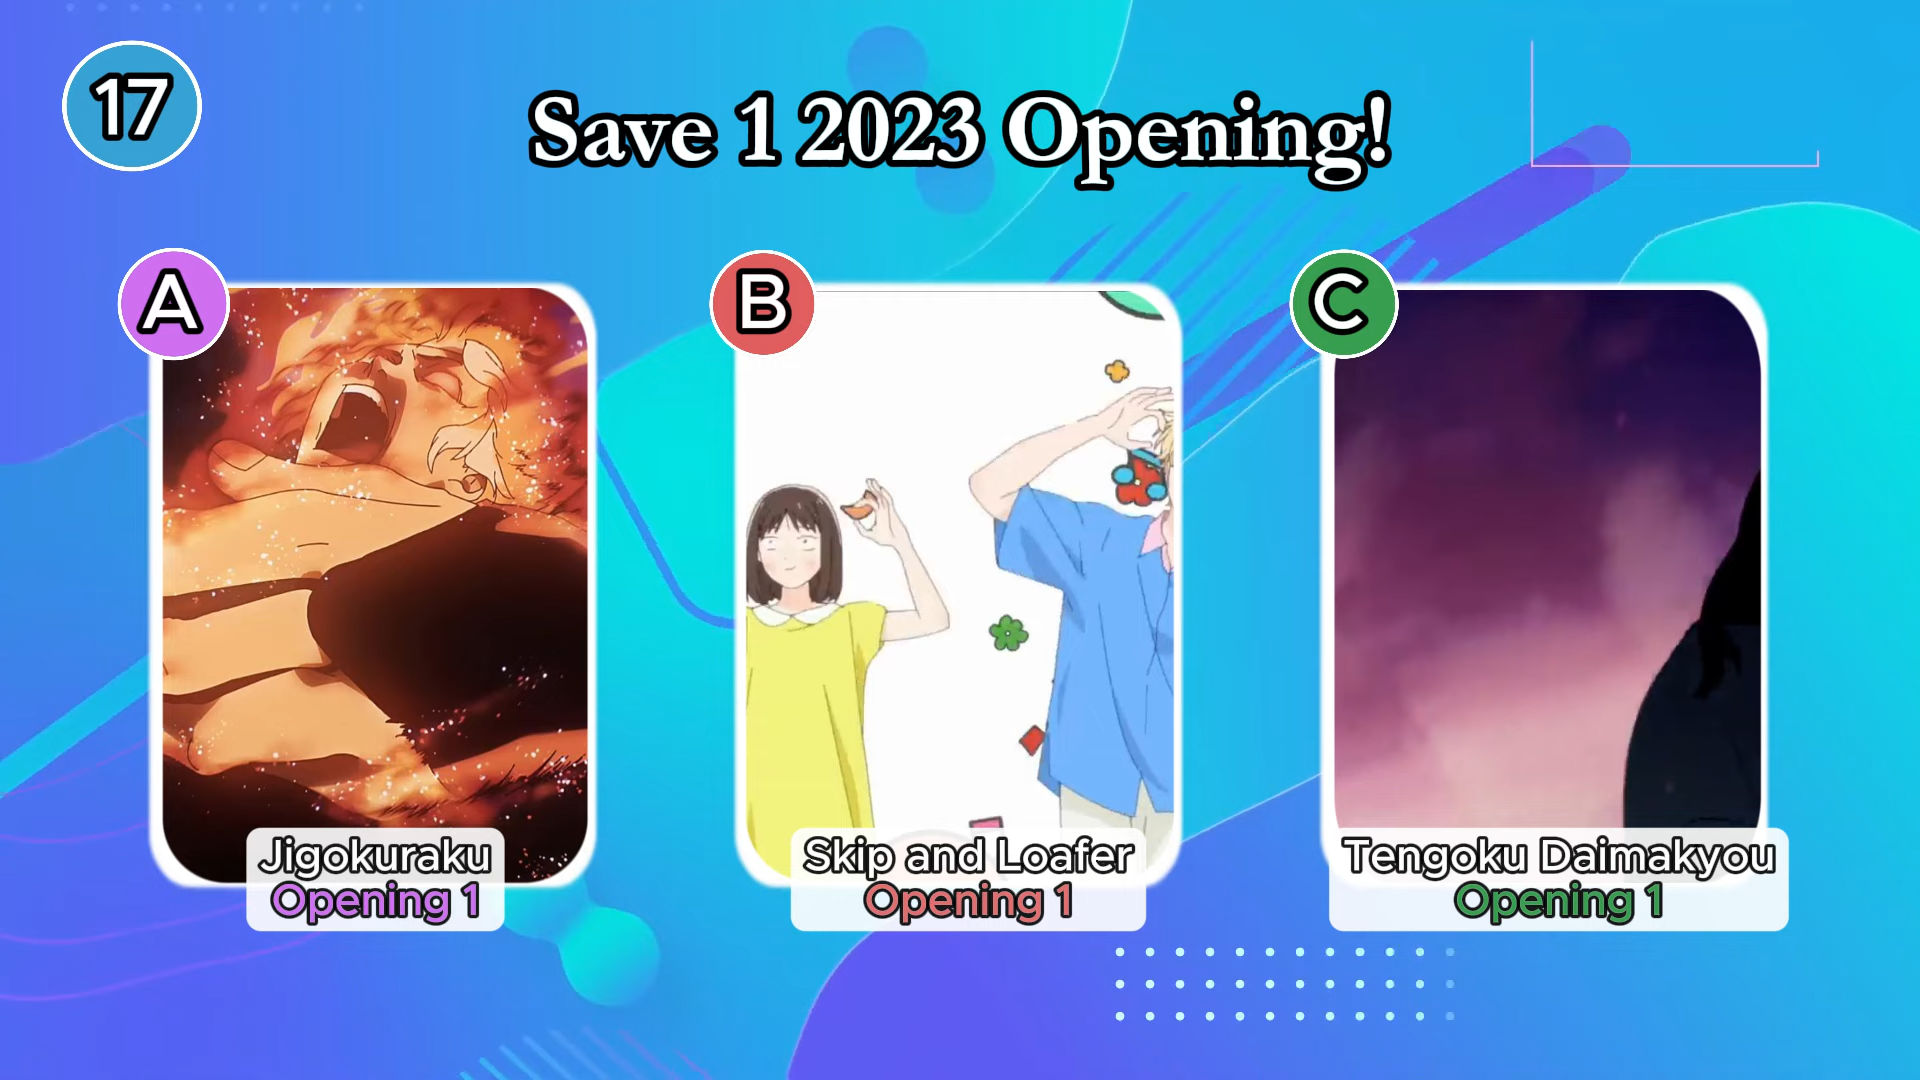 17
Save 1 2023 Opening!
A
B
C
Jigokuraku
Opening 1
Skip and Loafer
Opening 1
Tengoku Daimakyou
Opening 1